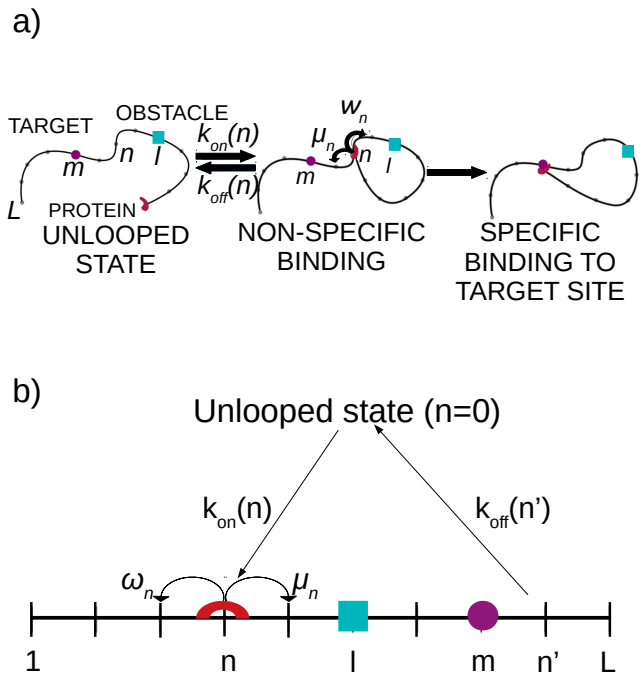 a)
TARGET
OBSTACLE
m
n
l
L
PROTEIN
UNLOOPED
STATE
k_on(n)
k_off(n)
w_n
μ_n
n
m
l
NON-SPECIFIC
BINDING
SPECIFIC
BINDING TO
TARGET SITE
b)
Unlooped state (n=0)
k_on(n)
k_off(n')
ω_n
μ_n
1 n l m n' L